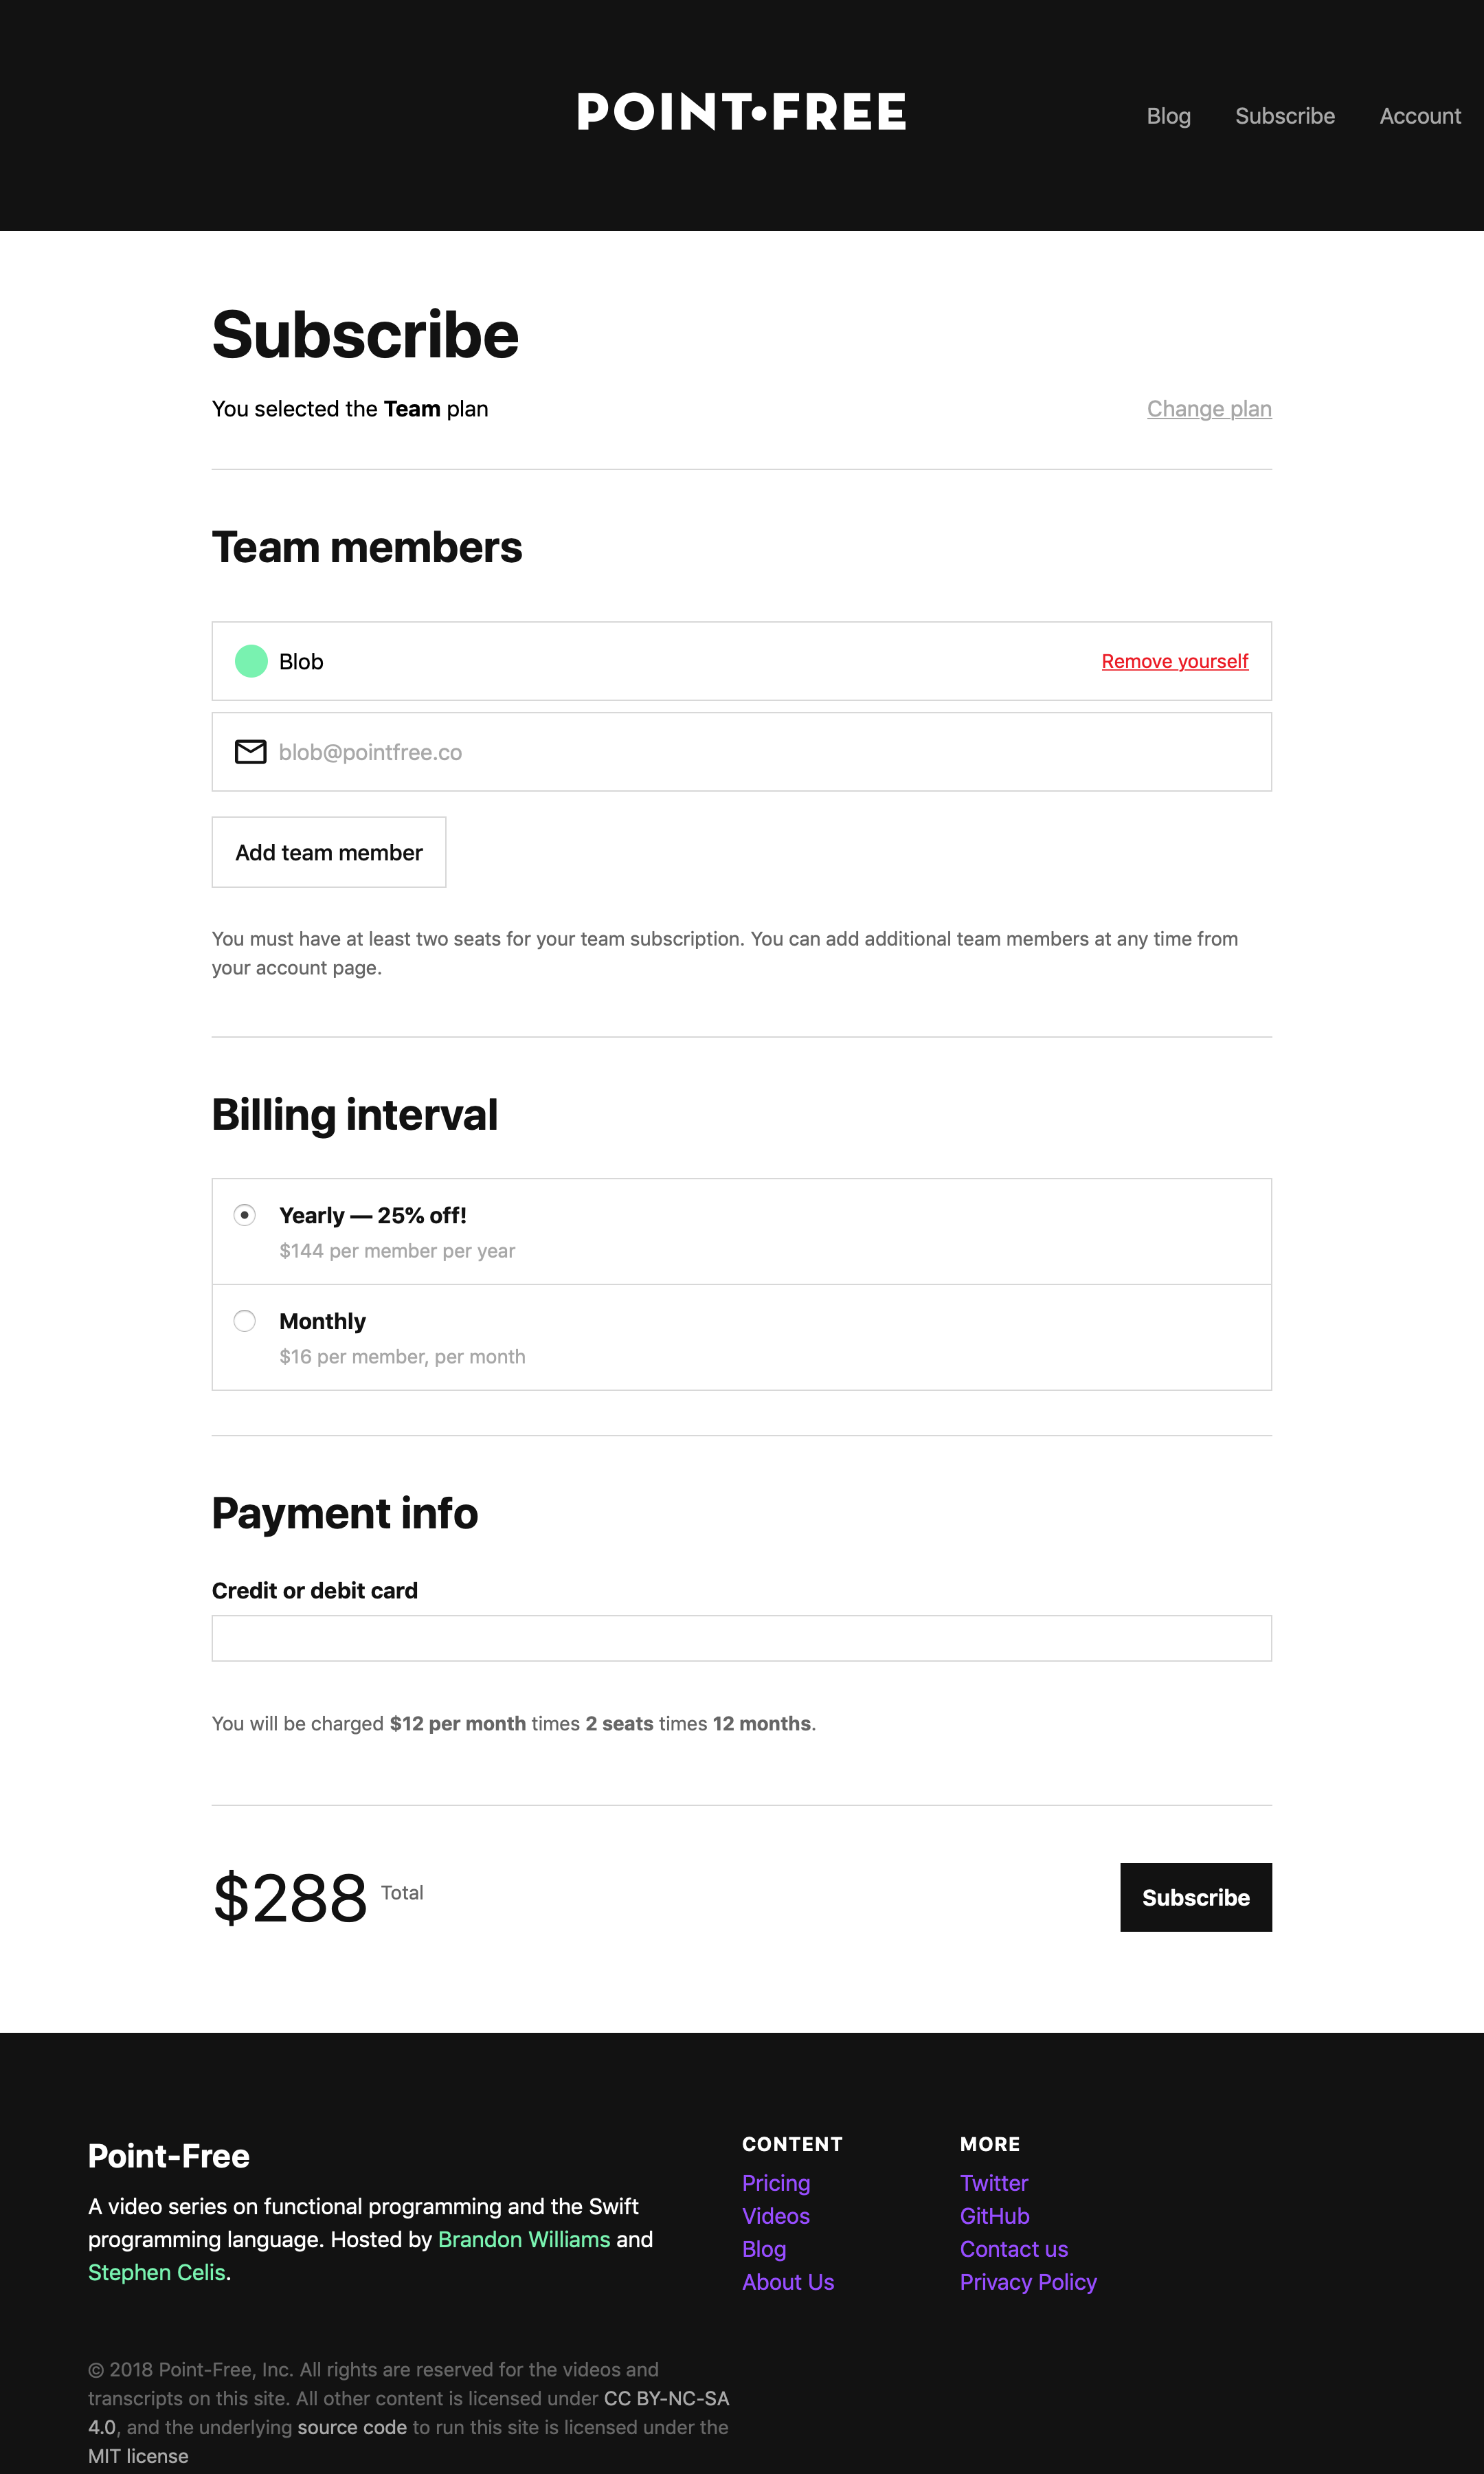 POINT•FREE
Blog
Subscribe
Account
Subscribe
You selected the Team plan
Change plan
Team members
Blob
Remove yourself
blob@pointfree.co
Add team member
You must have at least two seats for your team subscription. You can add additional team members at any time from
your account page.
Billing interval
Yearly — 25% off!
$144 per member per year
Monthly
$16 per member, per month
Payment info
Credit or debit card
You will be charged $12 per month times 2 seats times 12 months.
$288 Total
Subscribe
Point-Free
A video series on functional programming and the Swift
programming language. Hosted by Brandon Williams and
Stephen Celis.
CONTENT
Pricing
Videos
Blog
About Us
MORE
Twitter
GitHub
Contact us
Privacy Policy
© 2018 Point-Free, Inc. All rights are reserved for the videos and
transcripts on this site. All other content is licensed under CC BY-NC-SA
4.0, and the underlying source code to run this site is licensed under the
MIT license